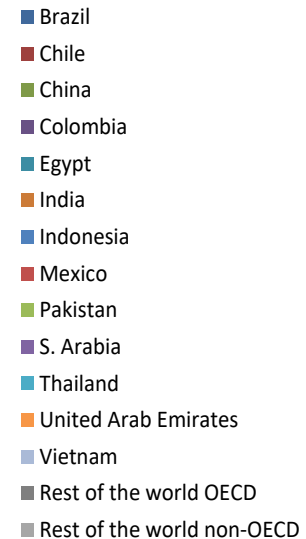 Brazil
Chile
China
Colombia
Egypt
India
Indonesia
Mexico
Pakistan
S. Arabia
Thailand
United Arab Emirates
Vietnam
Rest of the world OECD
Rest of the world non-OECD